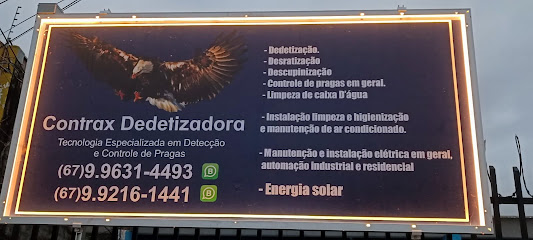 Contrax Dedetizadora
Tecnologia Especializada em Detecção
e Controle de Pragas
(67)9.9631-4493
(67)9.9216-1441
- Dedetização.
- Desratização
- Descupinização
- Controle de pragas em geral.
- Limpeza de caixa D'água
- Instalação limpeza e higienização
e manutenção de ar condicionado.
- Manutenção e instalação elétrica em geral,
automação industrial e residencial
- Energia solar